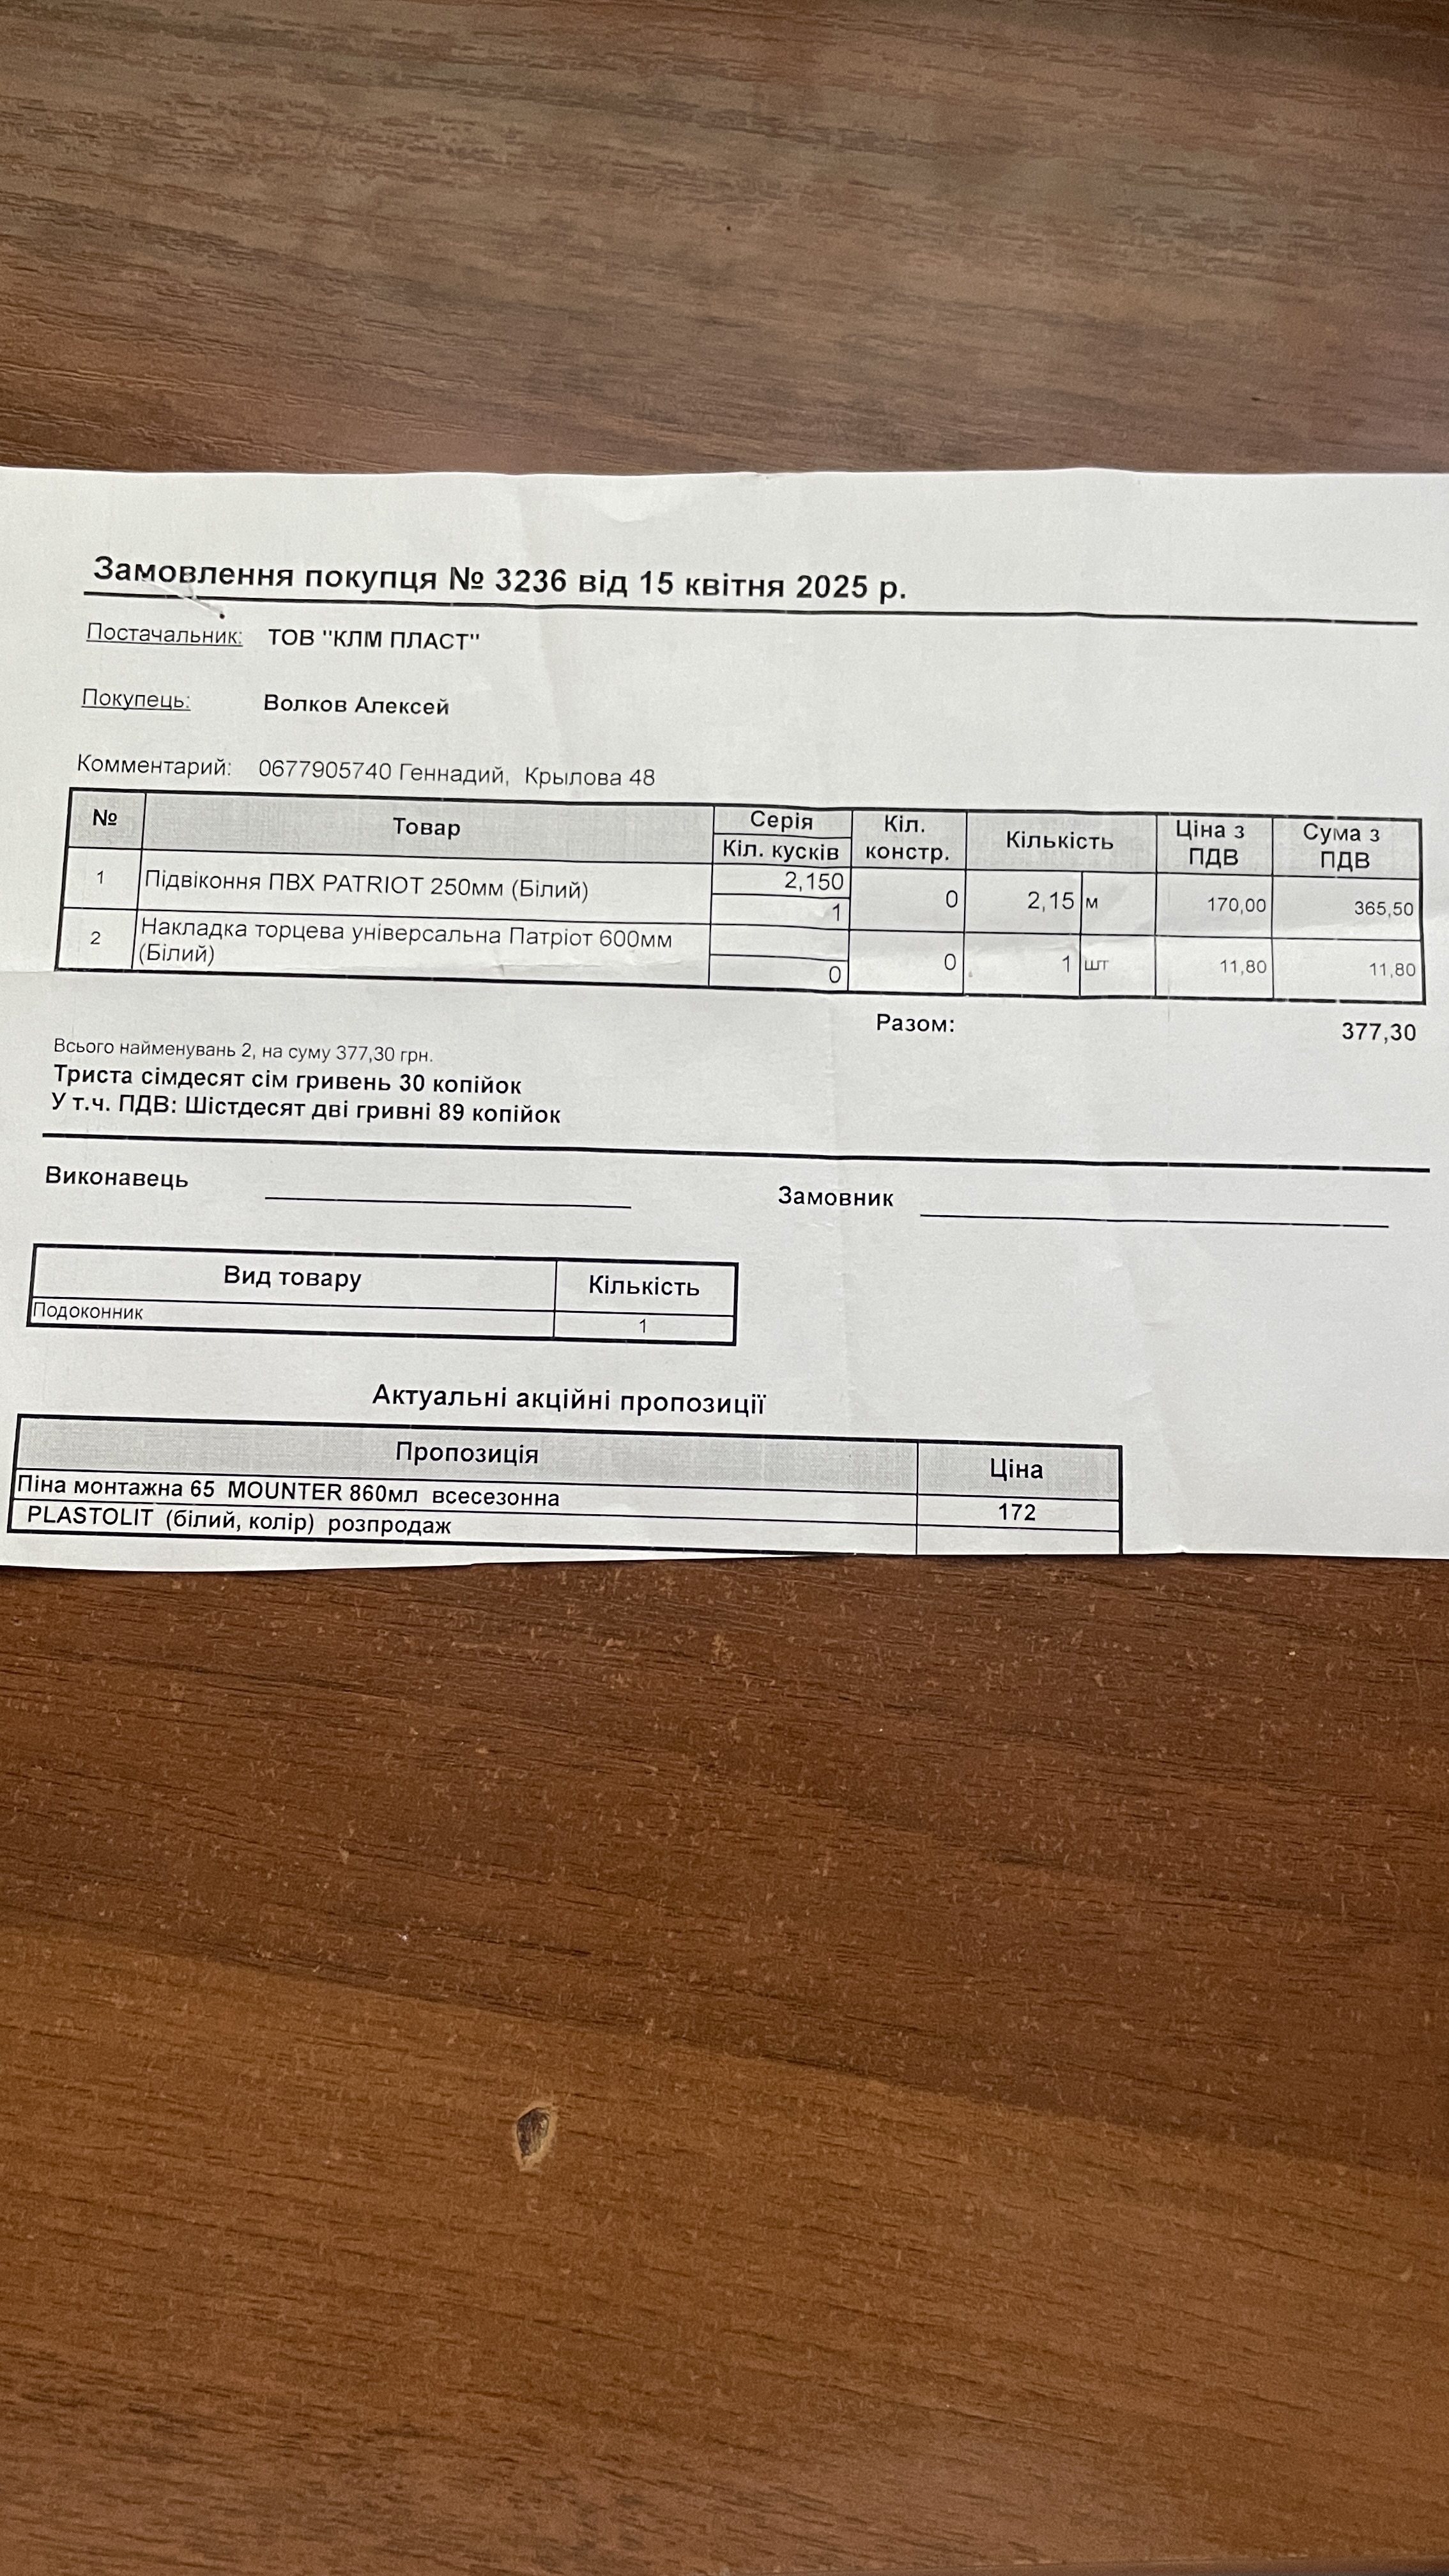 Замовлення покупця № 3236 від 15 квітня 2025 р.
Постачальник: ТОВ "КЛМ ПЛАСТ"
Покупець: Волков Алексей
Комментарий: 0677905740 Геннадий, Крылова 48
№ Товар Серія Кіл. кусків Кіл. констр. Кількість Ціна з ПДВ Сума з ПДВ
1 Підвіконня ПВХ PATRIOT 250мм (Білий) 2,150 1 0 2,15 м 170,00 365,50
2 Накладка торцева універсальна Патріот 600мм (Білий) 0 0 1 шт 11,80 11,80
Разом: 377,30
Всього найменувань 2, на суму 377,30 грн.
Триста сімдесят сім гривень 30 копійок
У т.ч. ПДВ: Шістдесят дві гривні 89 копійок
Виконавець Замовник
Вид товару Кількість
Подоконник 1
Актуальні акційні пропозиції
Пропозиція Ціна
Піна монтажна 65 MOUNTER 860мл всесезонна 172
PLASTOLIT (білий, колір) розпродаж